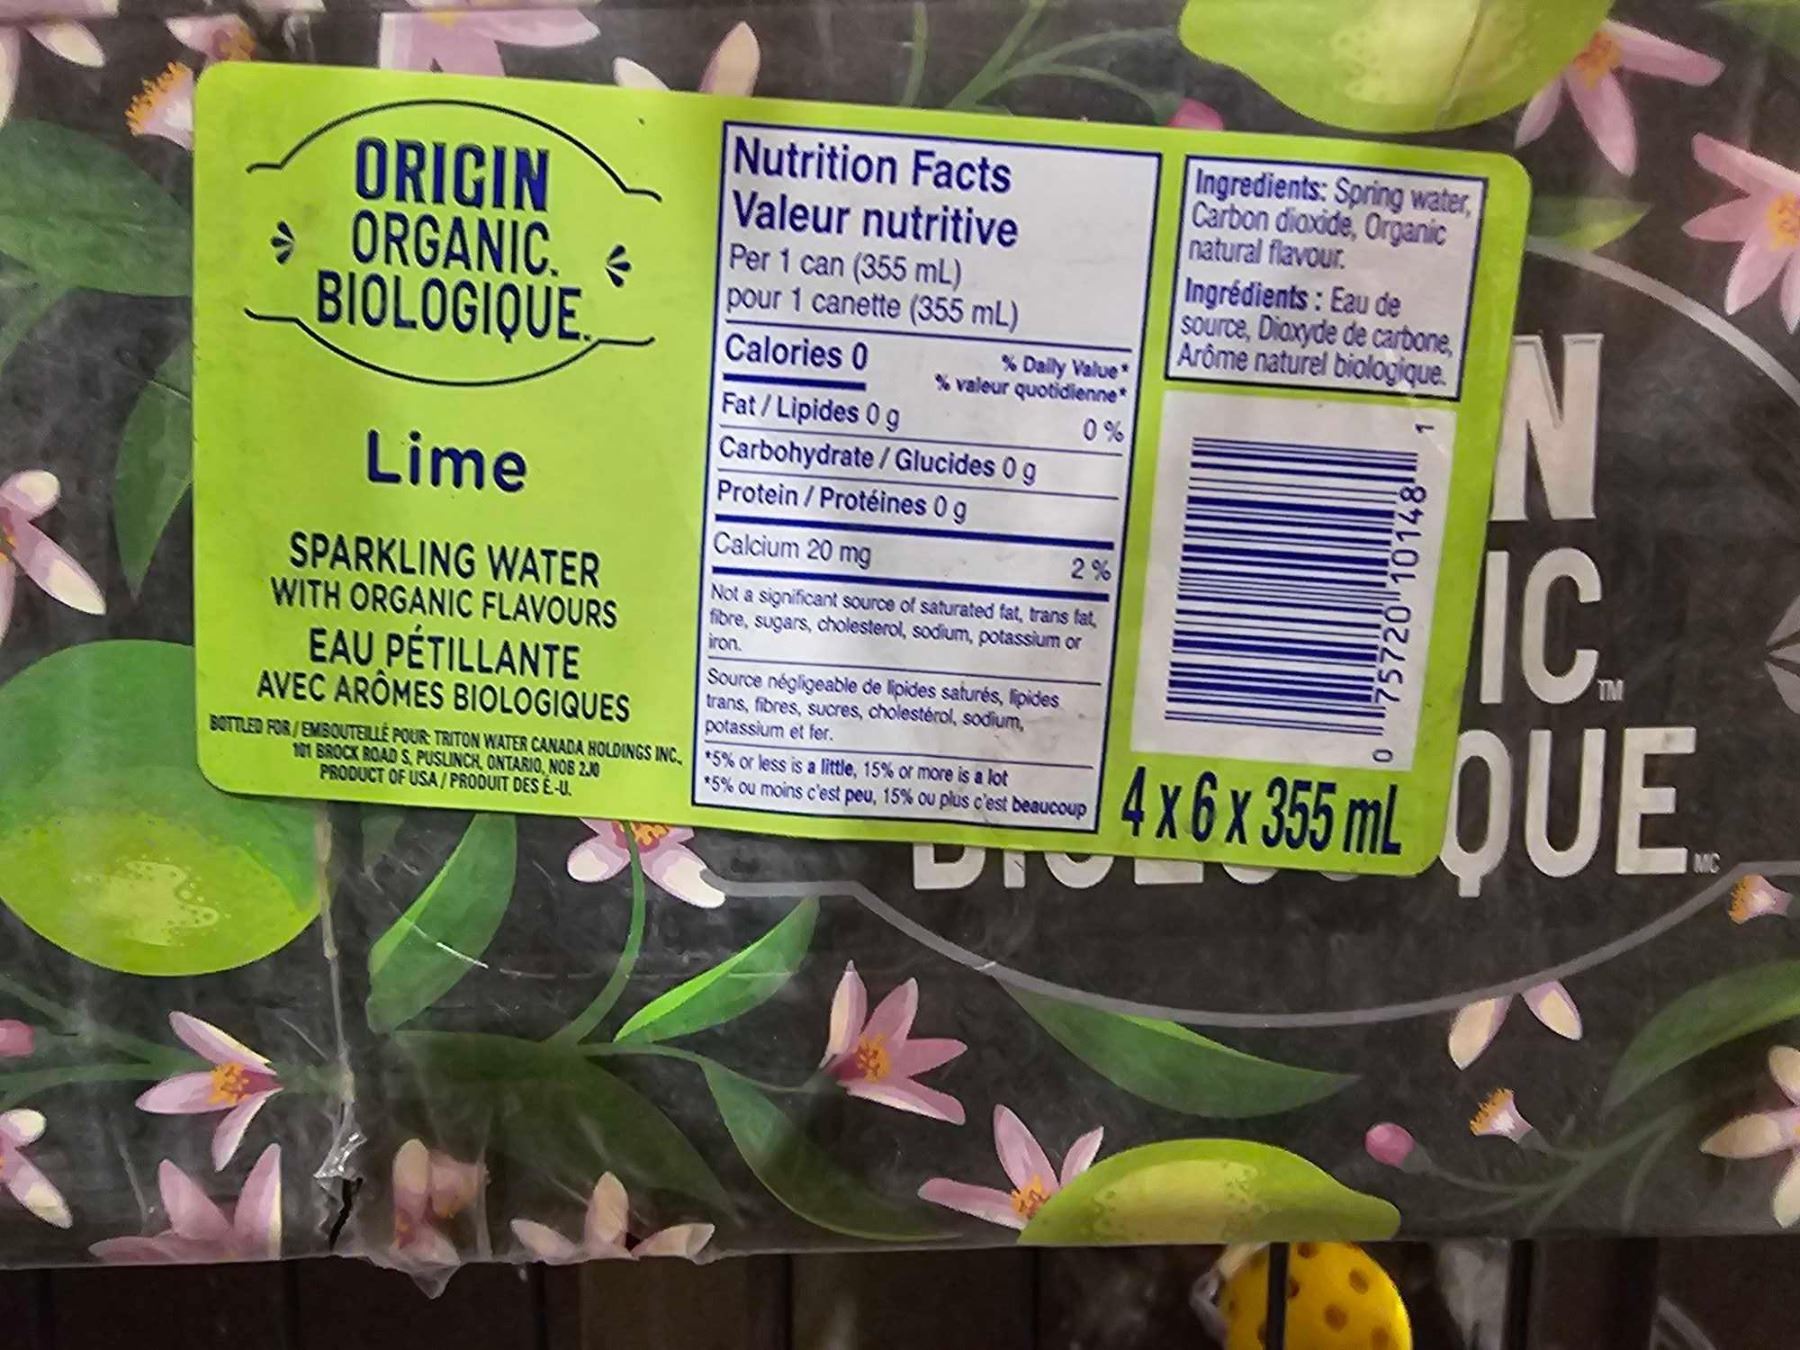 ORIGIN
ORGANIC.
BIOLOGIQUE.
Lime
SPARKLING WATER
WITH ORGANIC FLAVOURS
EAU PÉTILLANTE
AVEC ARÔMES BIOLOGIQUES
BOTTLED FOR / EMBOUTEILLÉ POUR: TRITON WATER CANADA HOLDINGS INC.,
101 BROCK ROAD S, PUSLINCH, ONTARIO, N0B 2J0
PRODUCT OF USA / PRODUIT DES É.-U.
Nutrition Facts
Valeur nutritive
Per 1 can (355 mL)
pour 1 canette (355 mL)
Calories 0
% Daily Value*
% valeur quotidienne*
Fat / Lipides 0 g 0 %
Carbohydrate / Glucides 0 g
Protein / Protéines 0 g
Calcium 20 mg 2 %
Not a significant source of saturated fat, trans fat,
fibre, sugars, cholesterol, sodium, potassium or
iron.
Source négligeable de lipides saturés, lipides
trans, fibres, sucres, cholestérol, sodium,
potassium et fer.
*5% or less is a little, 15% or more is a lot
*5% ou moins c'est peu, 15% ou plus c'est beaucoup
Ingredients: Spring water,
Carbon dioxide, Organic
natural flavour.
Ingrédients : Eau de
source, Dioxyde de carbone,
Arôme naturel biologique.
0 75720 10148 1
4 x 6 x 355 mL
N
IC TM
QUE MC